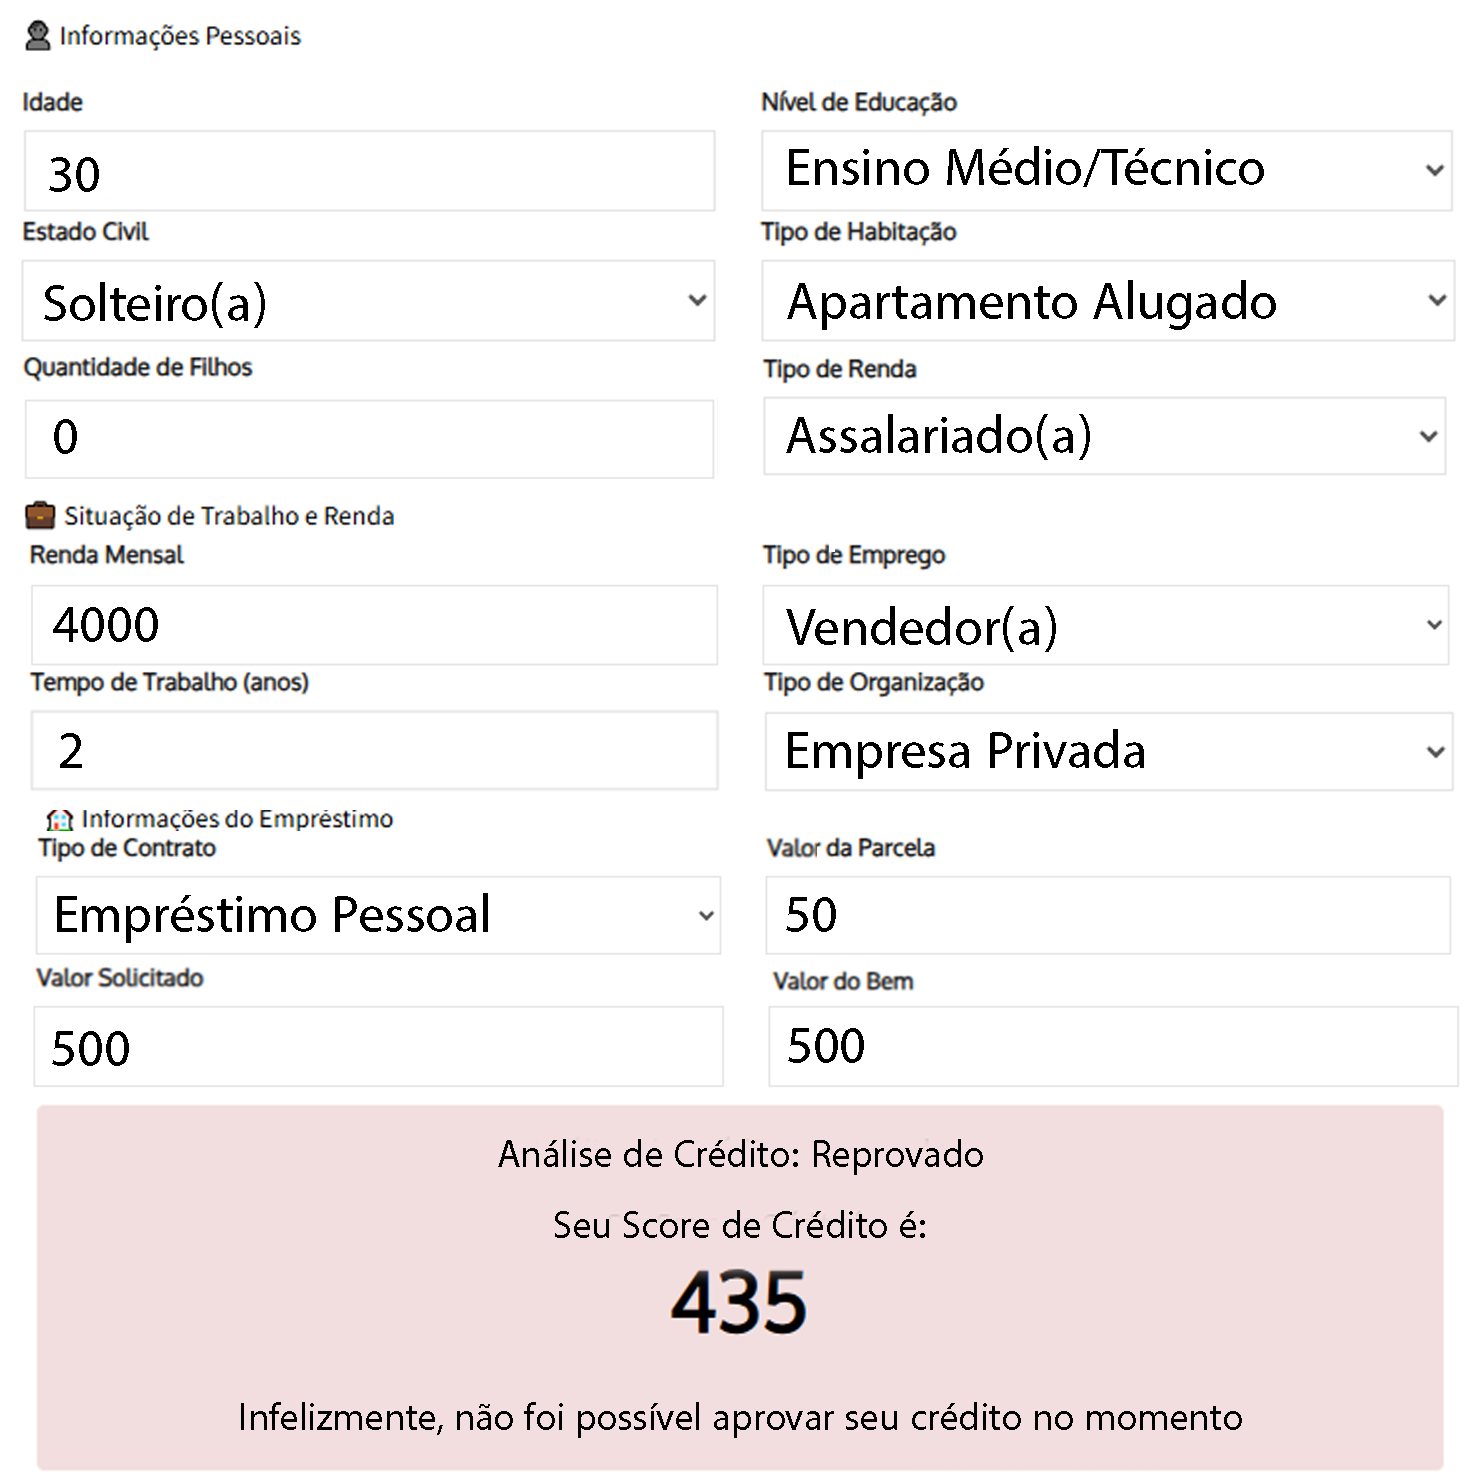 Informações Pessoais
Idade
Nível de Educação
30
Ensino Médio/Técnico
Estado Civil
Tipo de Habitação
Solteiro(a)
Apartamento Alugado
Quantidade de Filhos
Tipo de Renda
0
Assalariado(a)
Situação de Trabalho e Renda
Renda Mensal
Tipo de Emprego
4000
Vendedor(a)
Tempo de Trabalho (anos)
Tipo de Organização
2
Empresa Privada
Informações do Empréstimo
Tipo de Contrato
Valor da Parcela
Empréstimo Pessoal
50
Valor Solicitado
Valor do Bem
500
500
Análise de Crédito: Reprovado
Seu Score de Crédito é:
435
Infelizmente, não foi possível aprovar seu crédito no momento